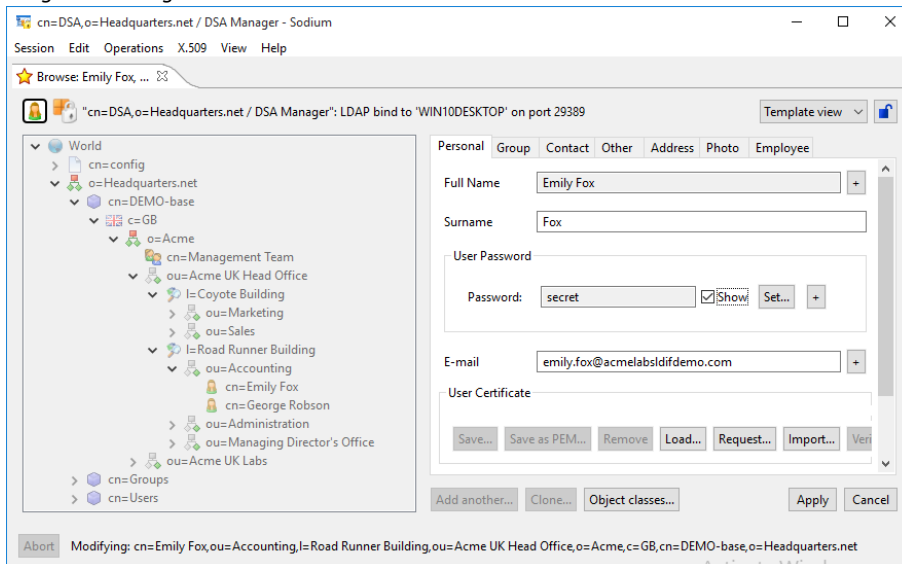 cn=DSA,o=Headquarters.net / DSA Manager - Sodium
Session Edit Operations X.509 View Help
Browse: Emily Fox, ...
"cn=DSA,o=Headquarters.net / DSA Manager": LDAP bind to 'WIN10DESKTOP' on port 29389
Template view
World
cn=config
o=Headquarters.net
cn=DEMO-base
c=GB
o=Acme
cn=Management Team
ou=Acme UK Head Office
l=Coyote Building
ou=Marketing
ou=Sales
l=Road Runner Building
ou=Accounting
cn=Emily Fox
cn=George Robson
ou=Administration
ou=Managing Director's Office
ou=Acme UK Labs
cn=Groups
cn=Users
Personal Group Contact Other Address Photo Employee
Full Name Emily Fox +
Surname Fox
User Password
Password: secret Show Set... +
E-mail emily.fox@acmelabsldifdemo.com +
User Certificate
Save... Save as PEM... Remove Load... Request... Import... Veri
Add another... Clone... Object classes... Apply Cancel
Abort Modifying: cn=Emily Fox,ou=Accounting,l=Road Runner Building,ou=Acme UK Head Office,o=Acme,c=GB,cn=DEMO-base,o=Headquarters.net